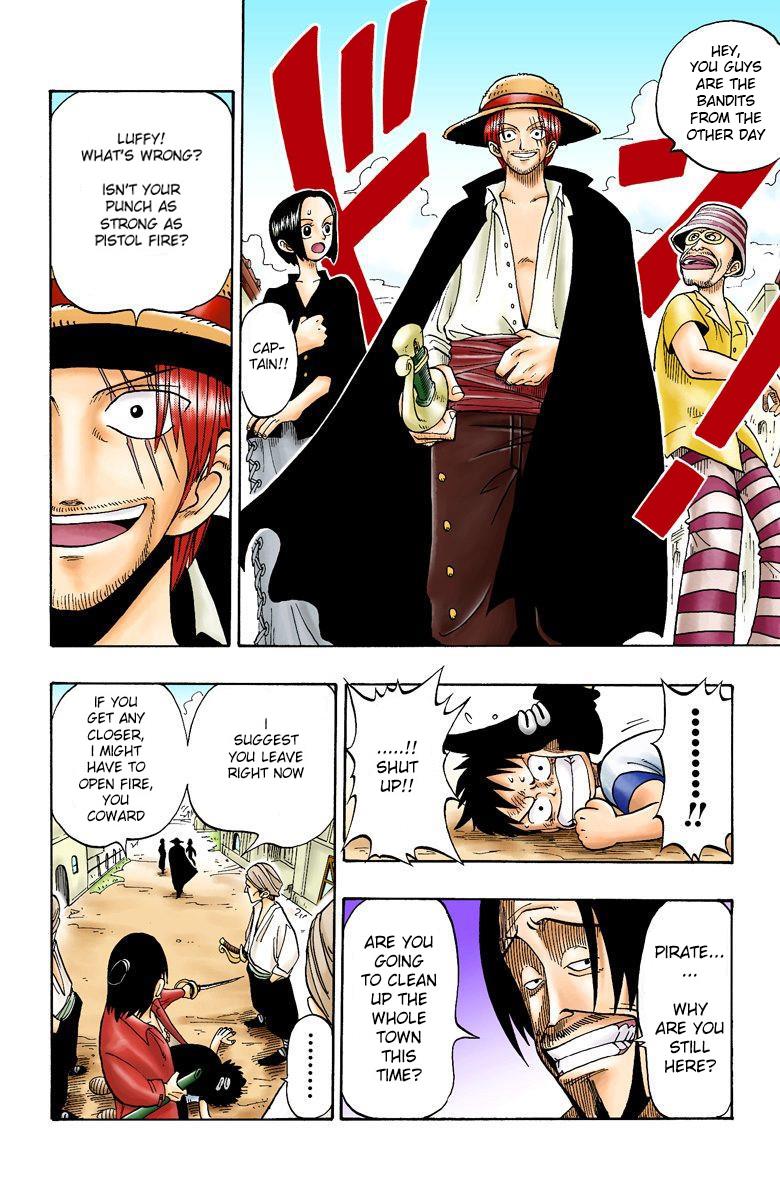 HEY,
YOU GUYS
ARE THE
BANDITS
FROM THE
OTHER DAY
ドン!
CAP-
TAIN!!
LUFFY!
WHAT'S WRONG?
ISN'T YOUR
PUNCH AS
STRONG AS
PISTOL FIRE?
........!!
.....!!
SHUT
UP!!
PIRATE...
...
WHY
ARE YOU
STILL
HERE?
ARE YOU
GOING
TO CLEAN
UP THE
WHOLE
TOWN
THIS
TIME?
I
SUGGEST
YOU LEAVE
RIGHT NOW
IF YOU
GET ANY
CLOSER,
I MIGHT
HAVE TO
OPEN FIRE,
YOU
COWARD
........